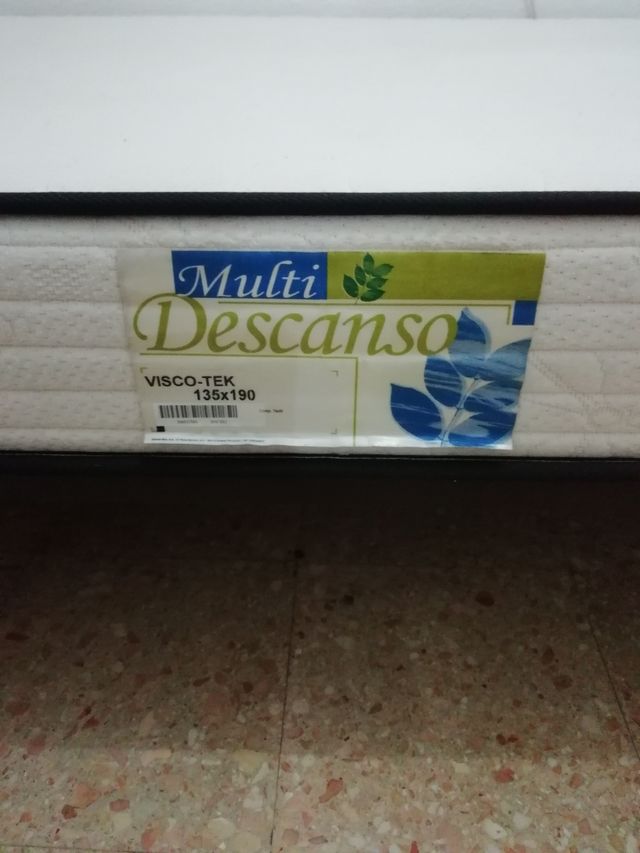 Multi
Descanso
VISCO-TEK
135x190